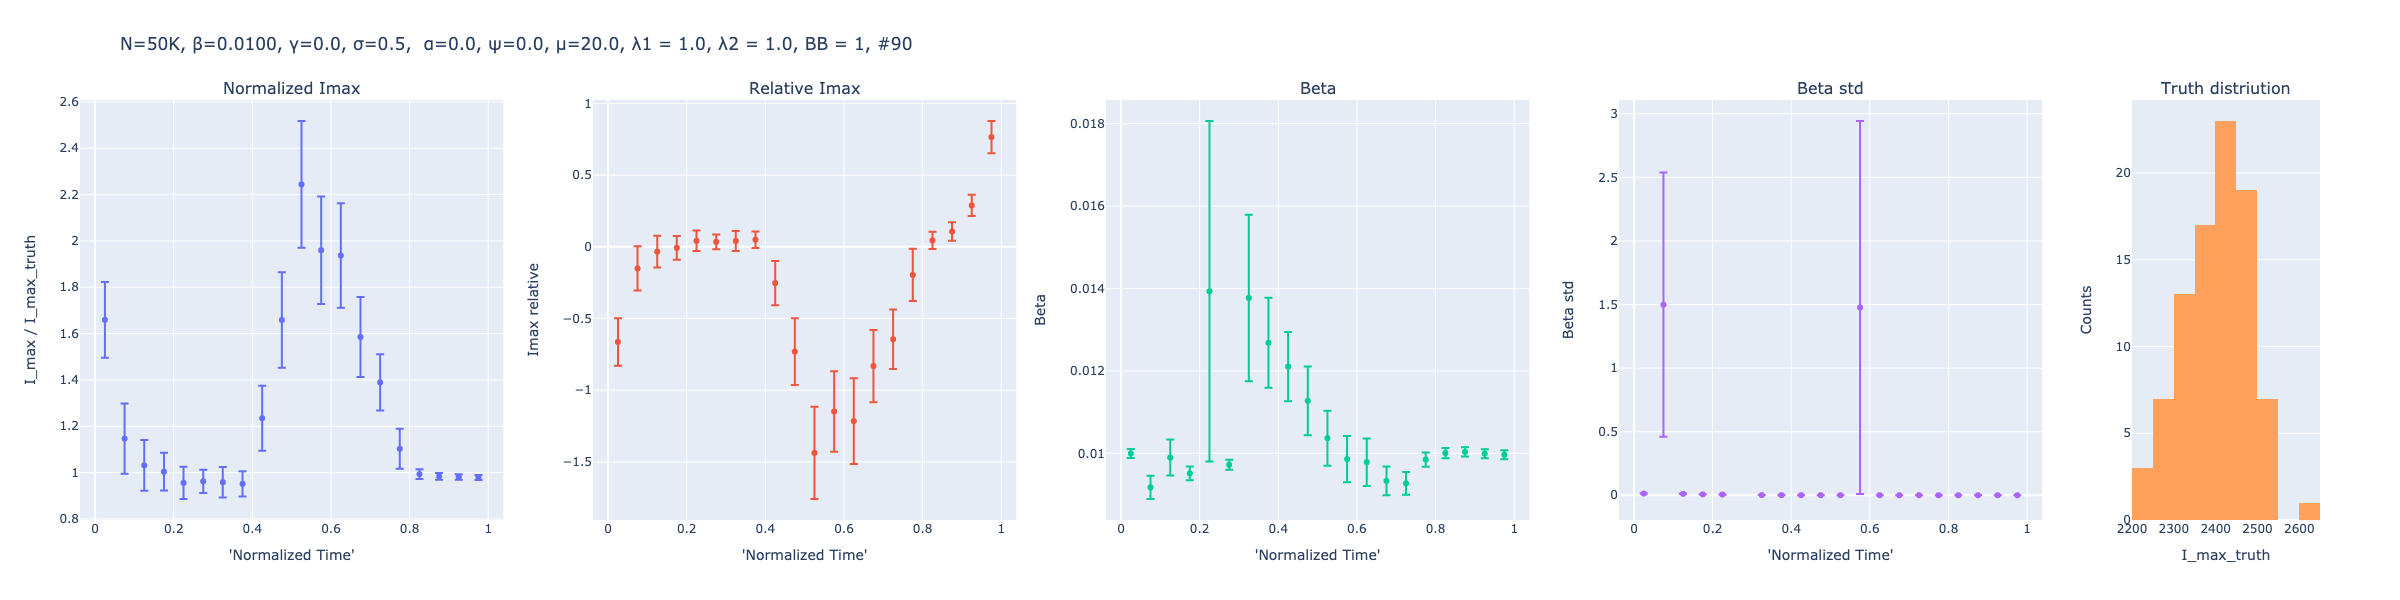 N=50K, β=0.0100, γ=0.0, σ=0.5,  α=0.0, ψ=0.0, μ=20.0, λ1 = 1.0, λ2 = 1.0, BB = 1, #90
Normalized Imax
I_max / I_max_truth
2.6
2.4
2.2
2
1.8
1.6
1.4
1.2
1
0.8
0 0.2 0.4 0.6 0.8 1
'Normalized Time'
Relative Imax
Imax relative
1
0.5
0
−0.5
−1
−1.5
0 0.2 0.4 0.6 0.8 1
'Normalized Time'
Beta
Beta
0.018
0.016
0.014
0.012
0.01
0 0.2 0.4 0.6 0.8 1
'Normalized Time'
Beta std
Beta std
3
2.5
2
1.5
1
0.5
0
0 0.2 0.4 0.6 0.8 1
'Normalized Time'
Truth distriution
Counts
20
15
10
5
0
2200 2300 2400 2500 2600
I_max_truth